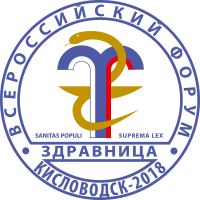 • ВСЕРОССИЙСКИЙ ФОРУМ •
SANITAS POPULI SUPREMA LEX
ЗДРАВНИЦА
КИСЛОВОДСК-2018